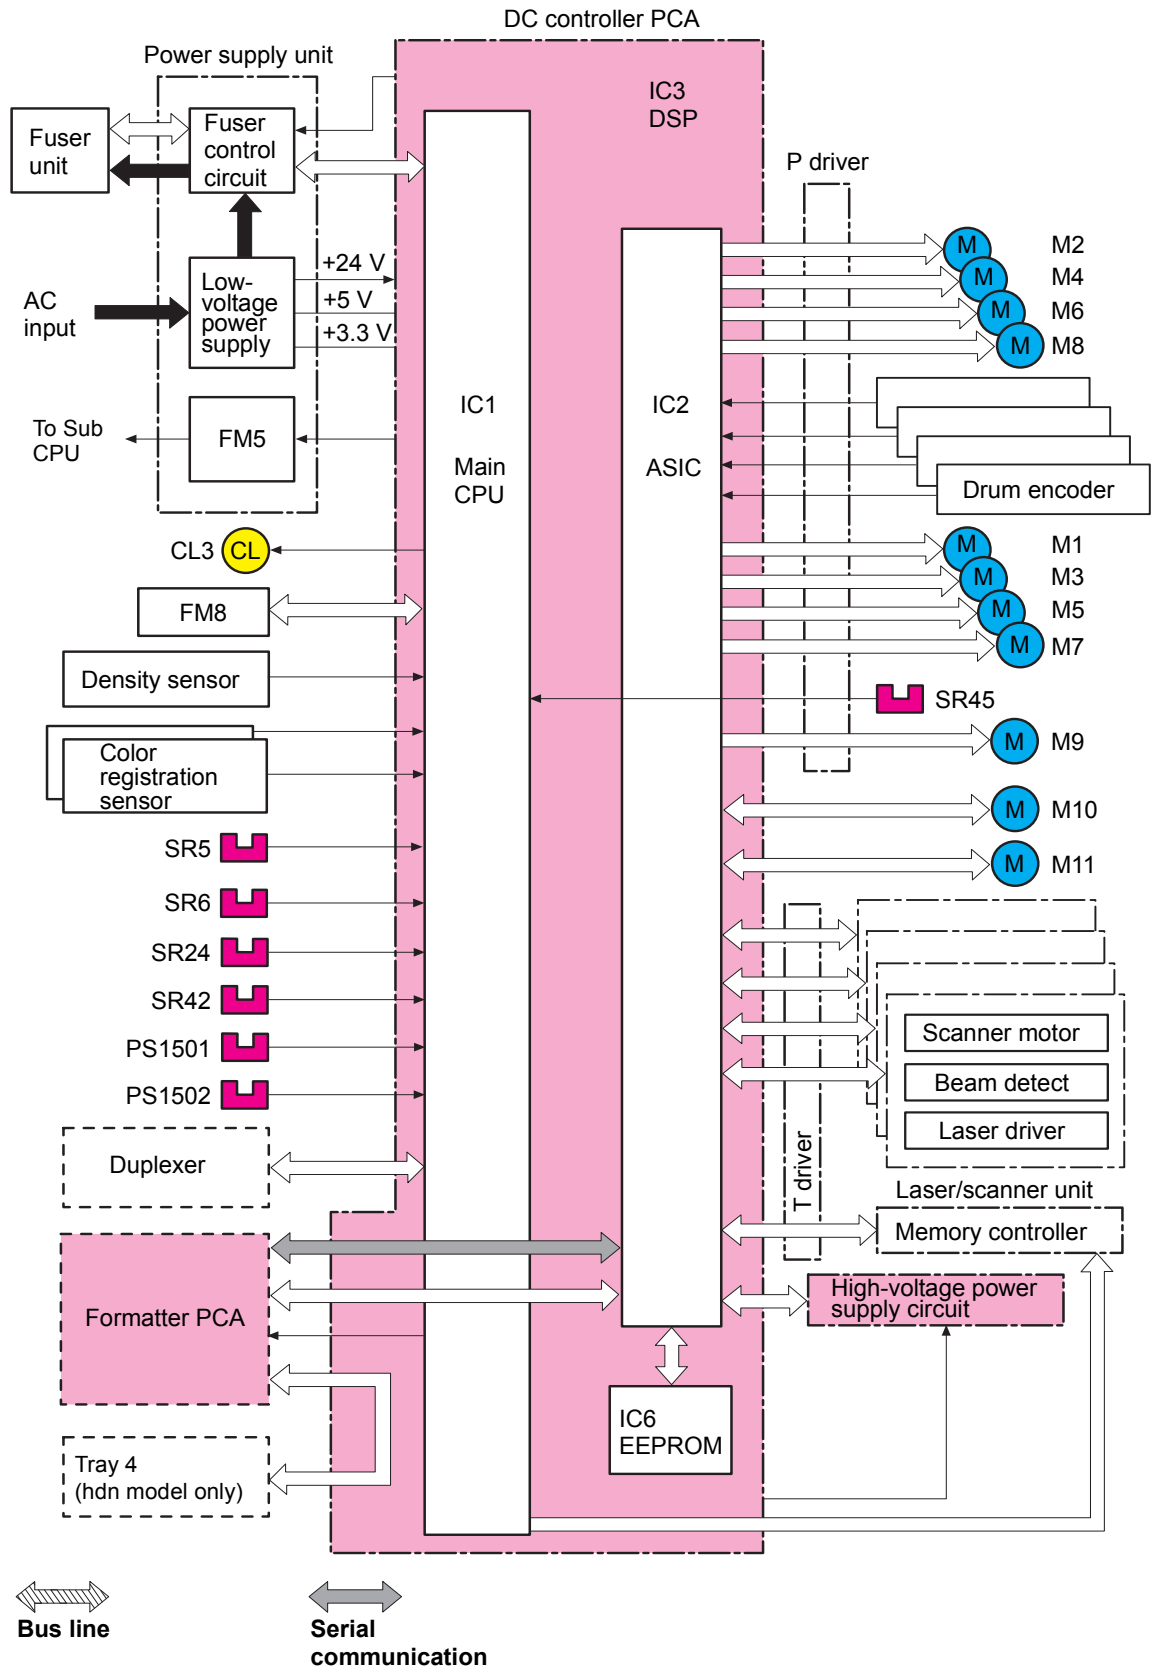 DC controller PCA
Power supply unit
IC3
DSP
Fuser
unit
Fuser
control
circuit
P driver
M M2
M M4
M M6
M M8
+24 V
+5 V
+3.3 V
AC
input
Low-
voltage
power
supply
To Sub
CPU
FM5
IC1
Main
CPU
IC2
ASIC
Drum encoder
CL3 CL
FM8
M M1
M M3
M M5
M M7
Density sensor
SR45
Color
registration
sensor
M M9
M M10
M M11
SR5
SR6
SR24
SR42
PS1501
PS1502
Scanner motor
Beam detect
Laser driver
T driver
Laser/scanner unit
Duplexer
Memory controller
Formatter PCA
High-voltage power
supply circuit
IC6
EEPROM
Tray 4
(hdn model only)
Bus line
Serial
communication